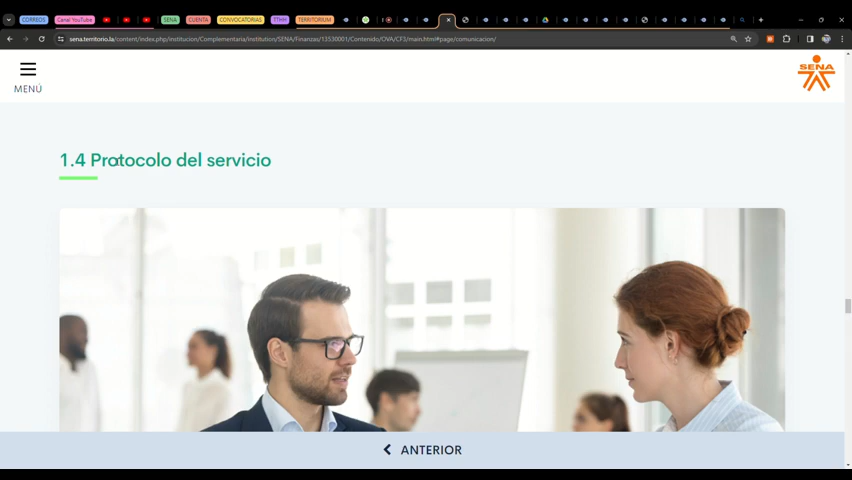 CORREOS
Canal YouTube
SENA
CUENTA
CONVOCATORIAS
TTHH
TERRITORIUM
sena.territorio.la/content/index.php/institucion/Complementaria/institution/SENA/Finanzas/13530001/Contenido/OVA/CF3/main.html#page/comunicacion/
MENÚ
SENA
1.4 Protocolo del servicio
ANTERIOR